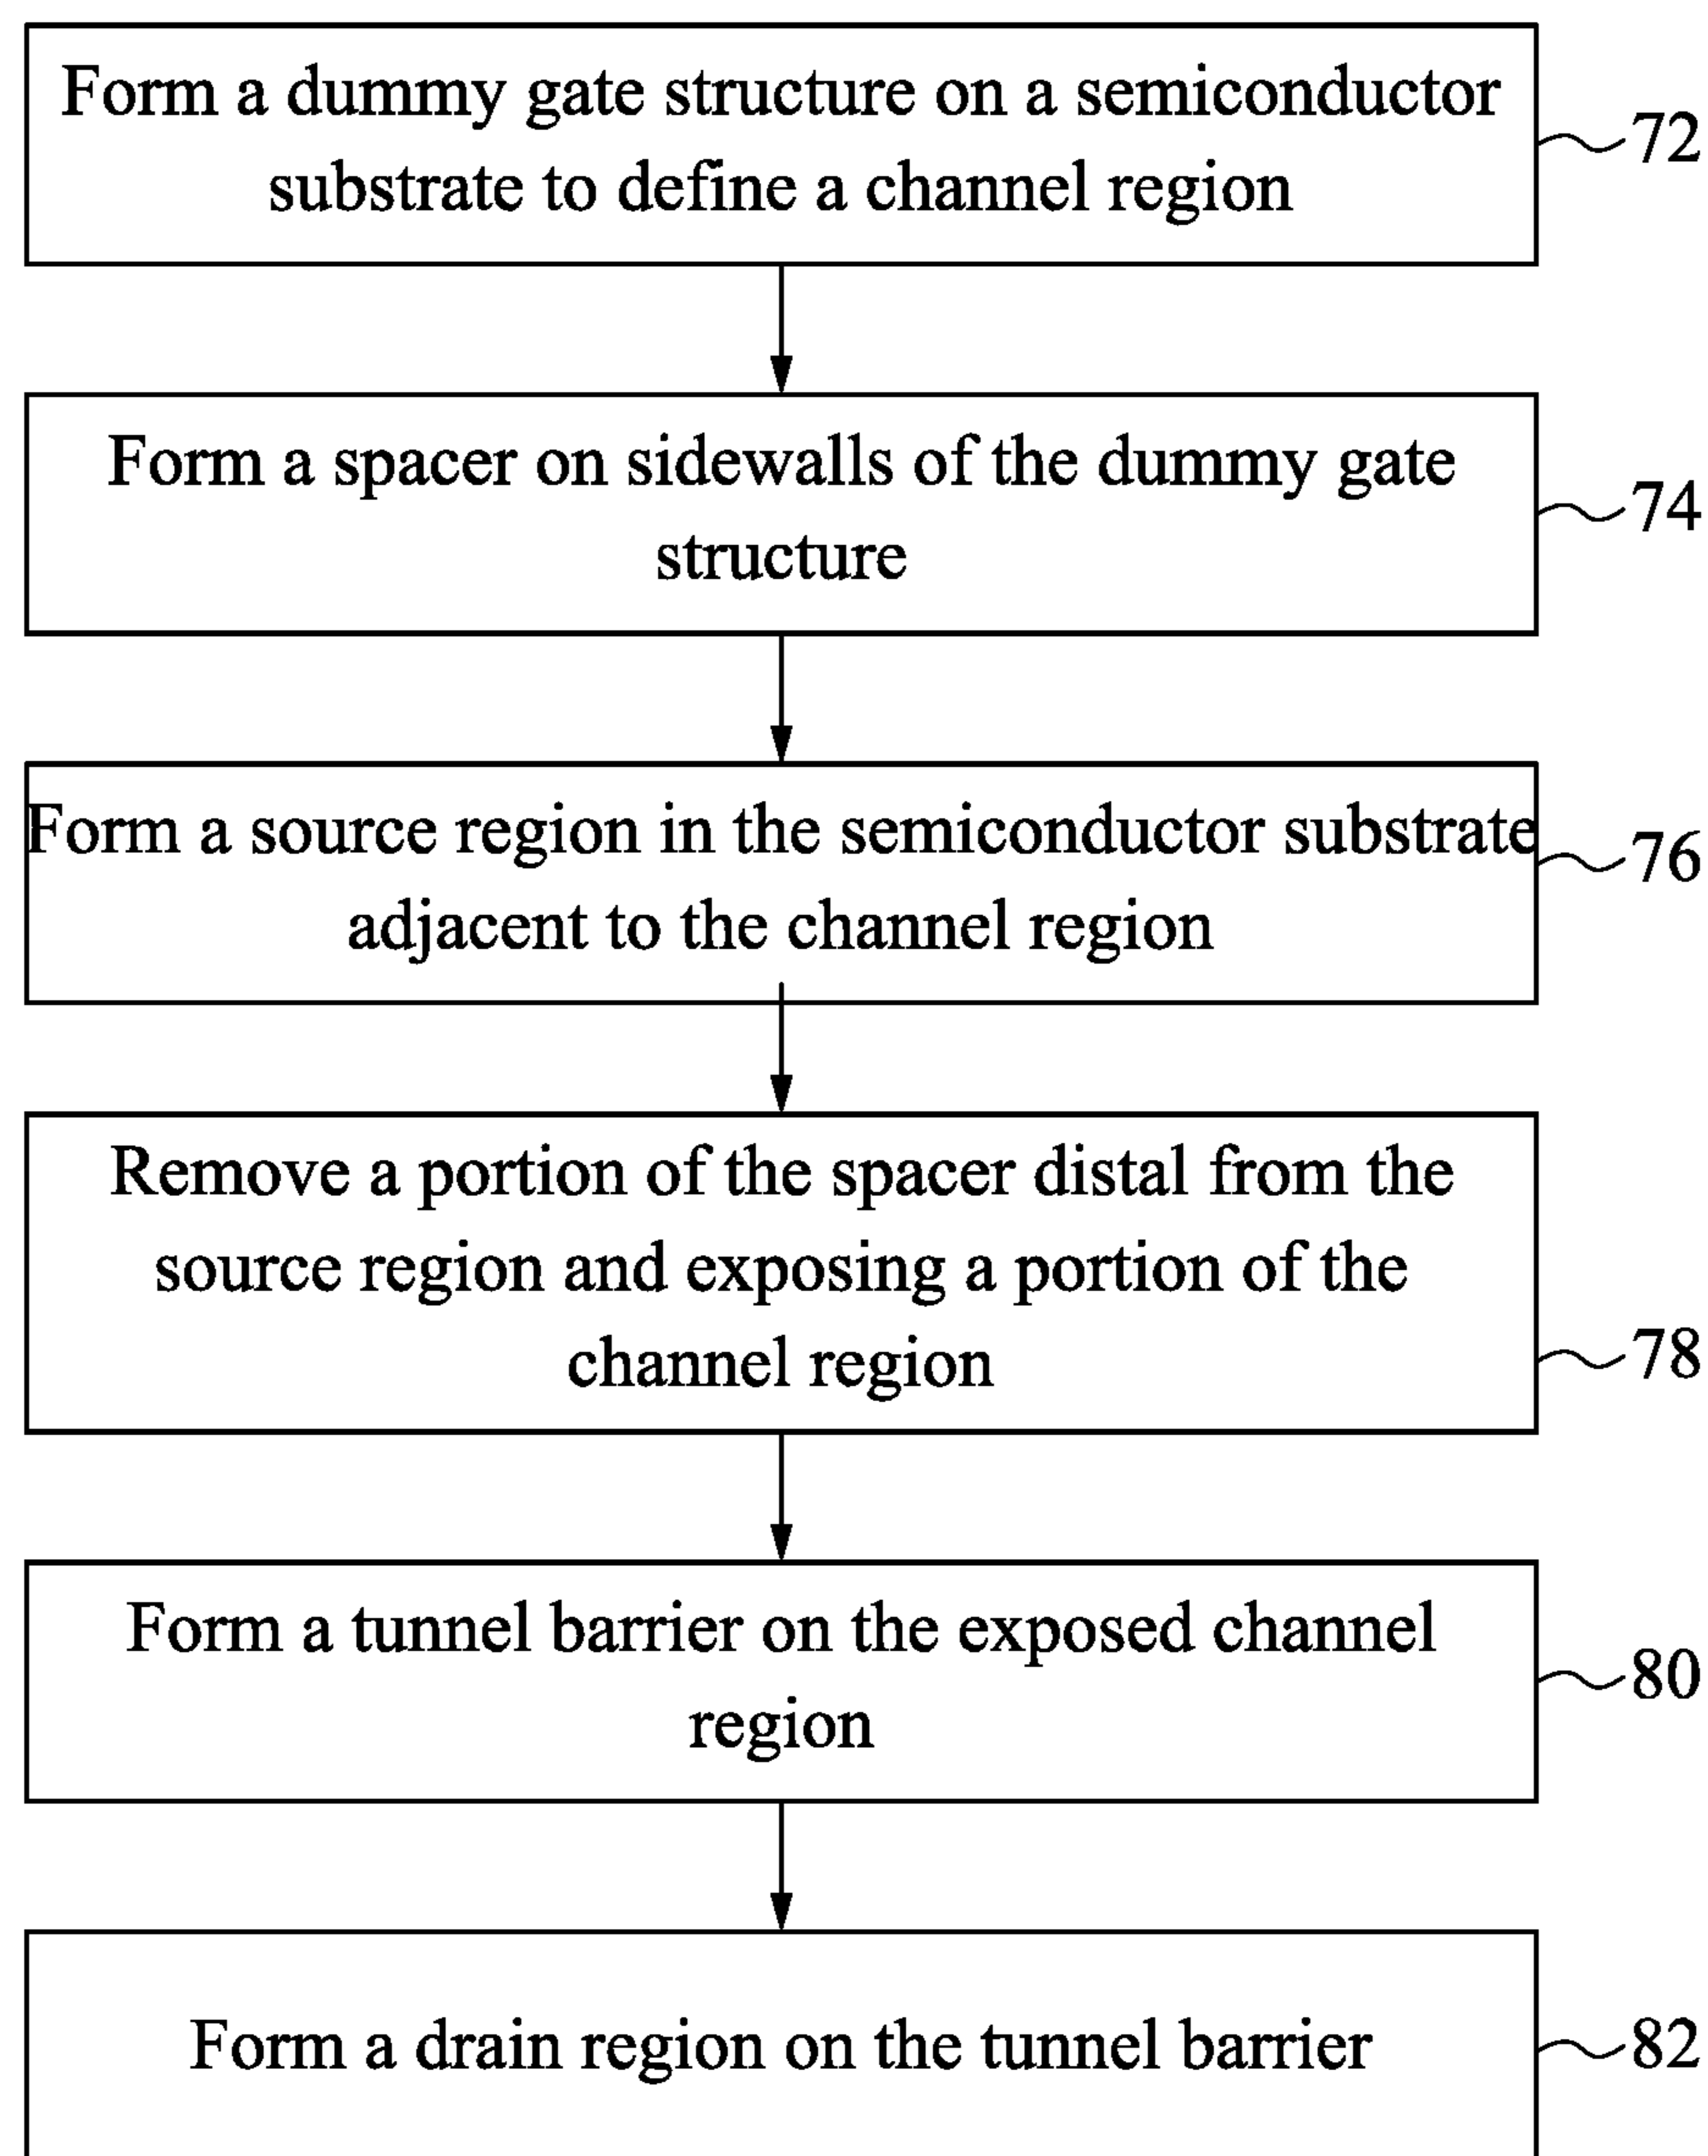 Form a dummy gate structure on a semiconductor
substrate to define a channel region
72
Form a spacer on sidewalls of the dummy gate
structure
74
Form a source region in the semiconductor substrate
adjacent to the channel region
76
Remove a portion of the spacer distal from the
source region and exposing a portion of the
channel region
78
Form a tunnel barrier on the exposed channel
region
80
Form a drain region on the tunnel barrier
82